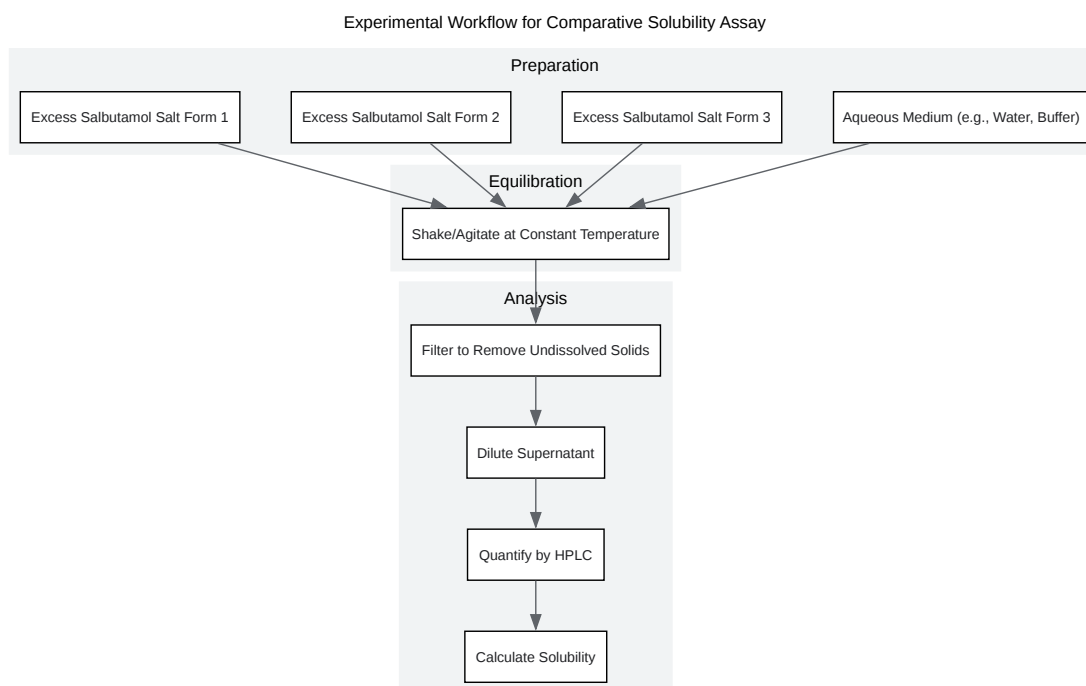 Experimental Workflow for Comparative Solubility Assay
Preparation
Excess Salbutamol Salt Form 1
Excess Salbutamol Salt Form 2
Excess Salbutamol Salt Form 3
Aqueous Medium (e.g., Water, Buffer)
Equilibration
Shake/Agitate at Constant Temperature
Analysis
Filter to Remove Undissolved Solids
Dilute Supernatant
Quantify by HPLC
Calculate Solubility